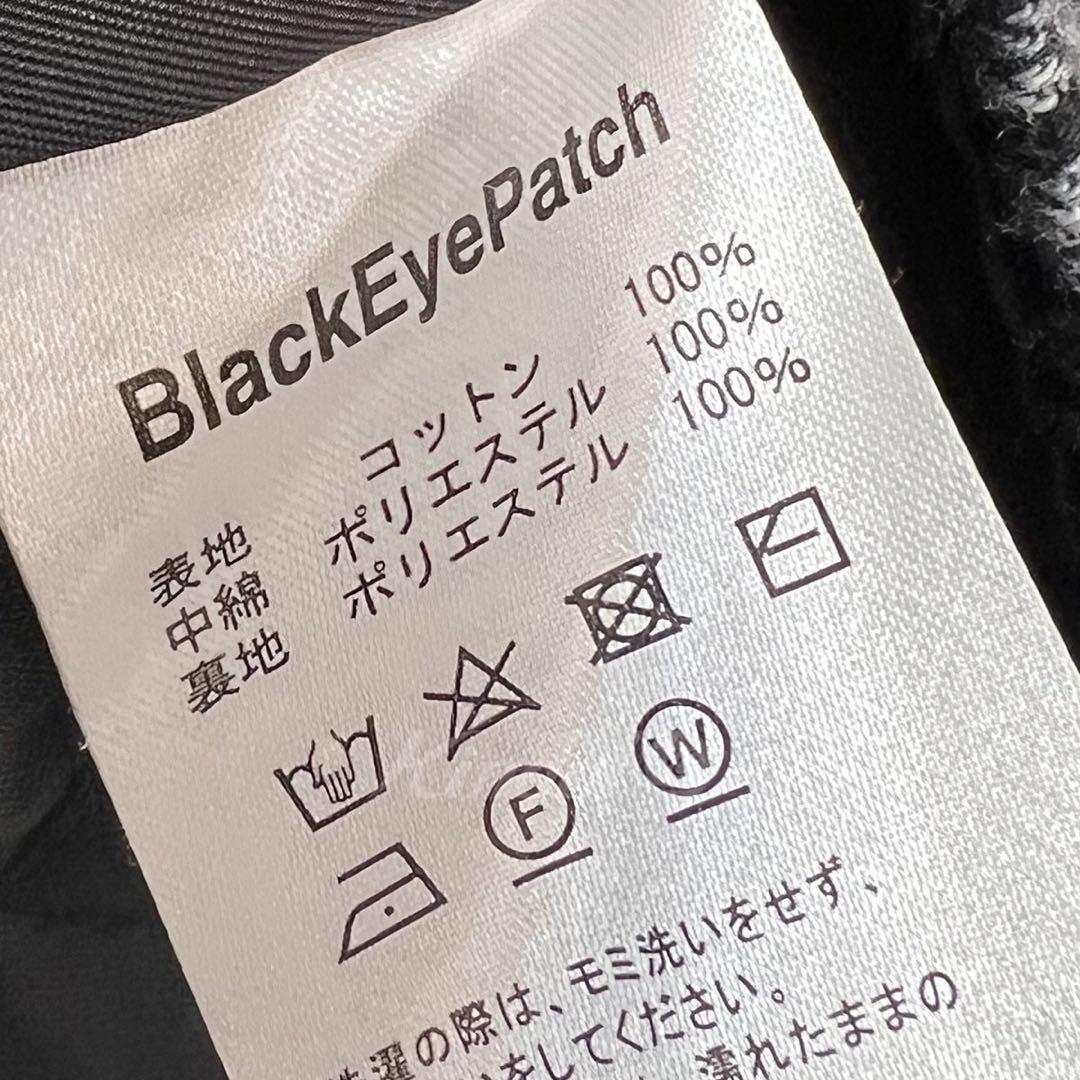 BlackEyePatch
表地 コットン 100%
中綿 ポリエステル 100%
裏地 ポリエステル 100%
F
W
洗濯の際は、モミ洗いをせず、
をしてください。
濡れたままの